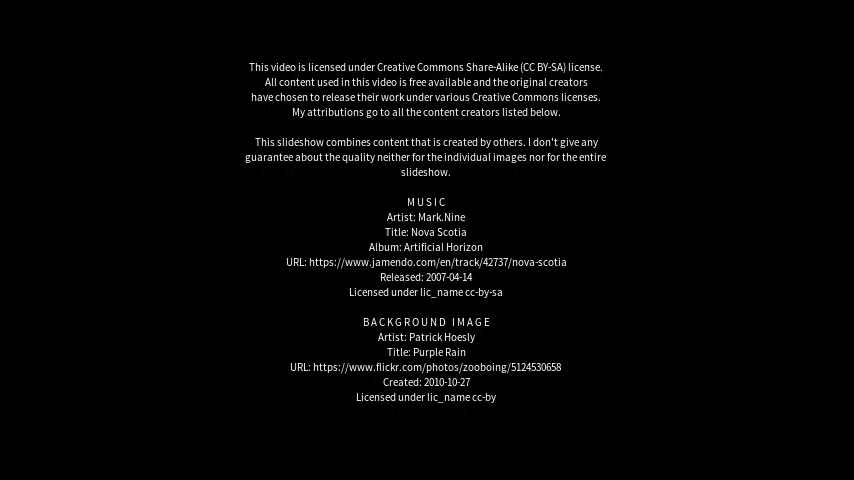 This video is licensed under Creative Commons Share-Alike (CC BY-SA) license.
All content used in this video is free available and the original creators
have chosen to release their work under various Creative Commons licenses.
My attributions go to all the content creators listed below.
This slideshow combines content that is created by others. I don't give any
guarantee about the quality neither for the individual images nor for the entire
slideshow.
MUSIC
Artist: Mark.Nine
Title: Nova Scotia
Album: Artificial Horizon
URL: https://www.jamendo.com/en/track/42737/nova-scotia
Released: 2007-04-14
Licensed under lic_name cc-by-sa
BACKGROUND IMAGE
Artist: Patrick Hoesly
Title: Purple Rain
URL: https://www.flickr.com/photos/zooboing/5124530658
Created: 2010-10-27
Licensed under lic_name cc-by